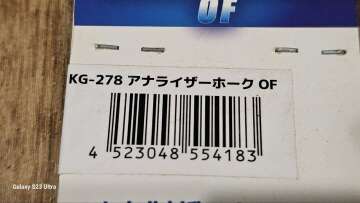 OF
KG-278 アナライザーホーク OF
4 523048 554183
Galaxy S23 Ultra